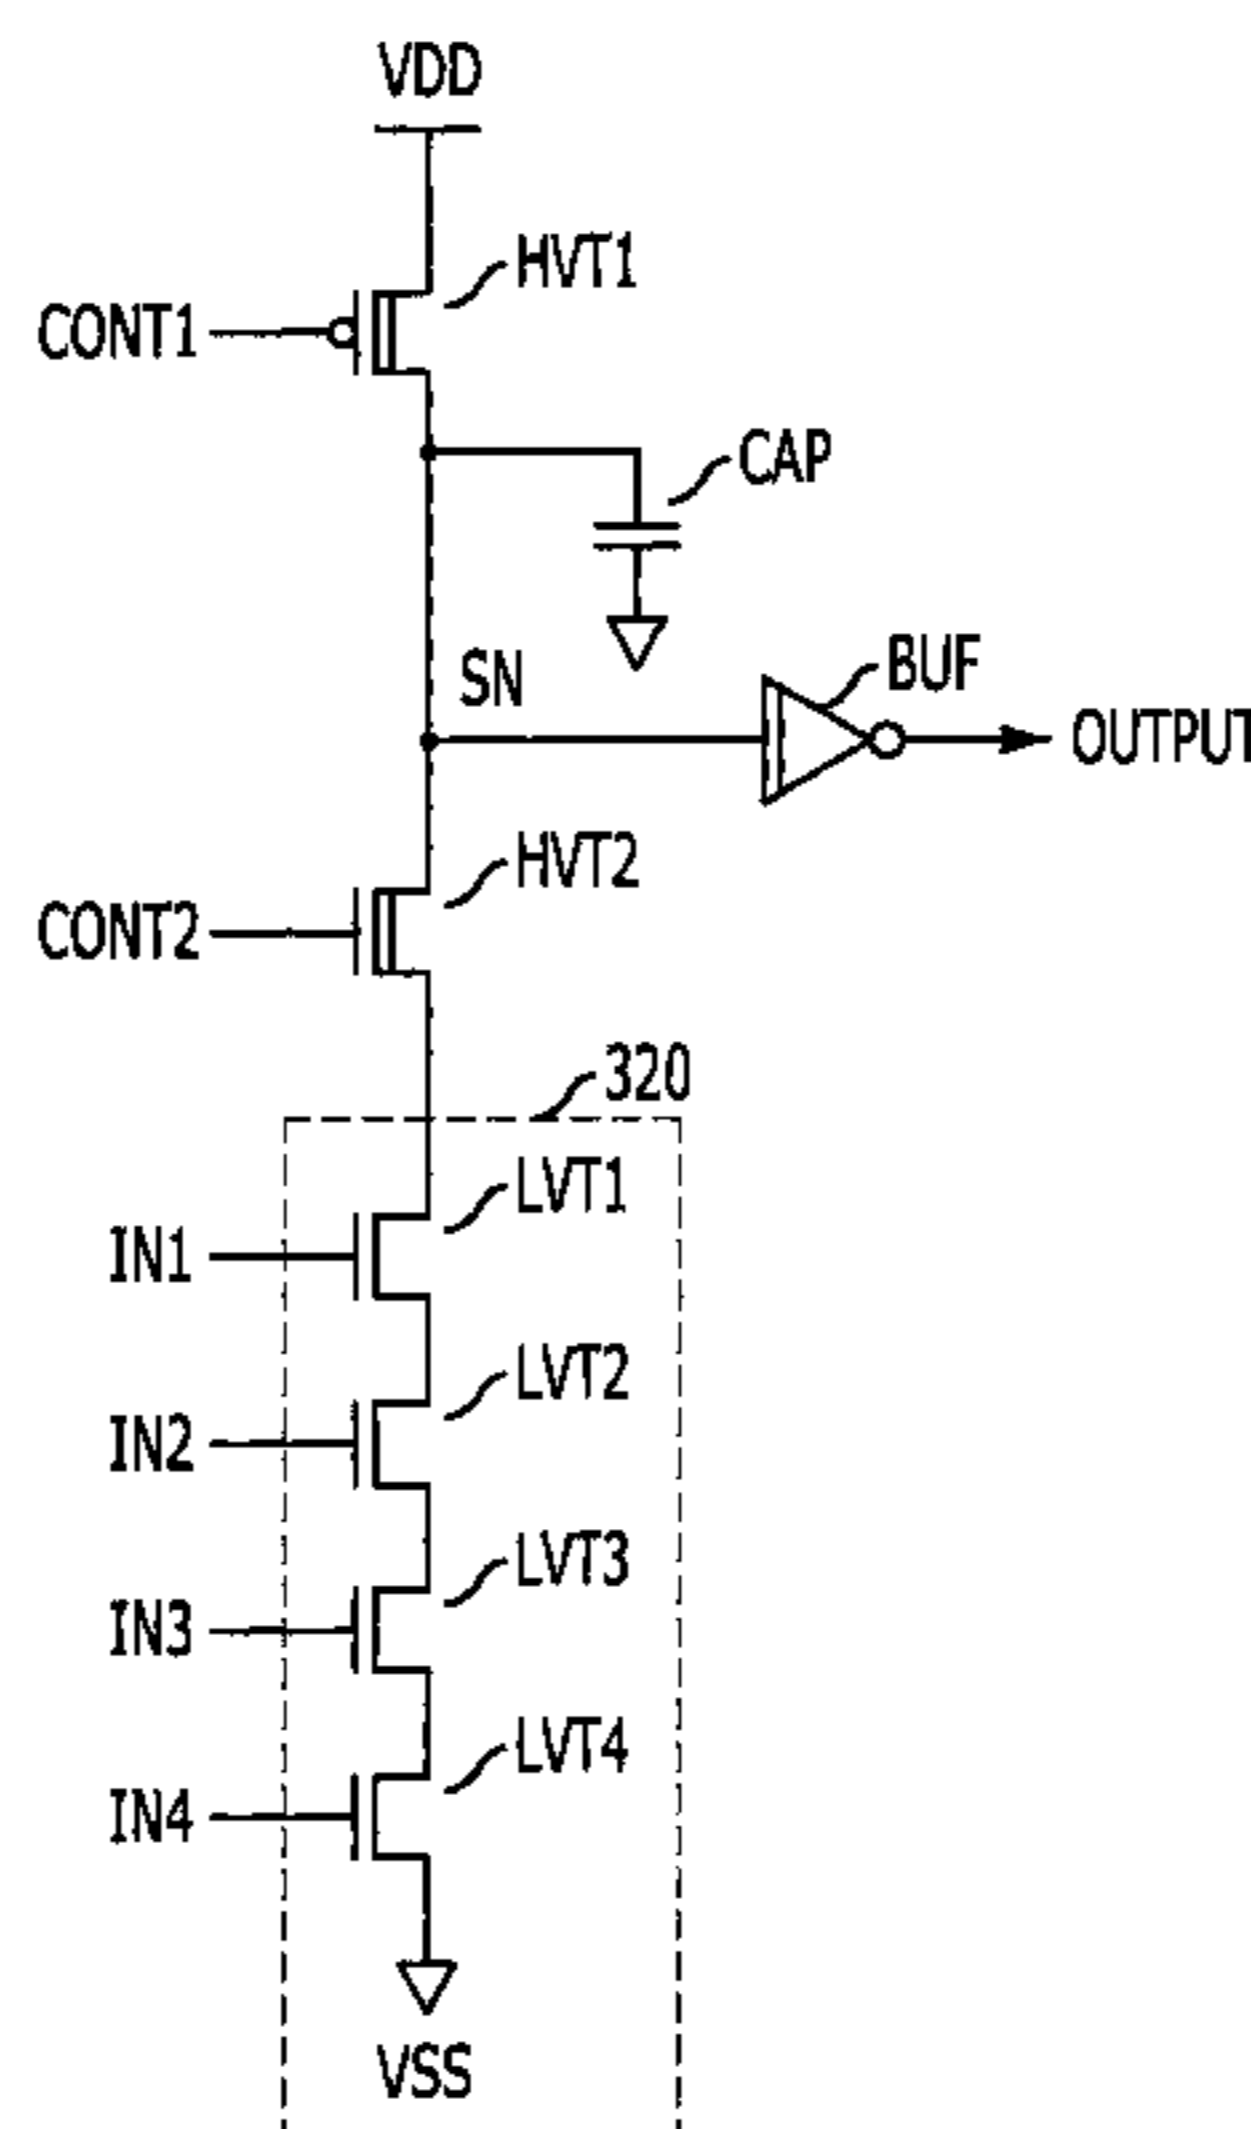 VDD
HVT1
CONT1
CAP
SN
BUF
OUTPUT
HVT2
CONT2
320
LVT1
IN1
LVT2
IN2
LVT3
IN3
LVT4
IN4
VSS